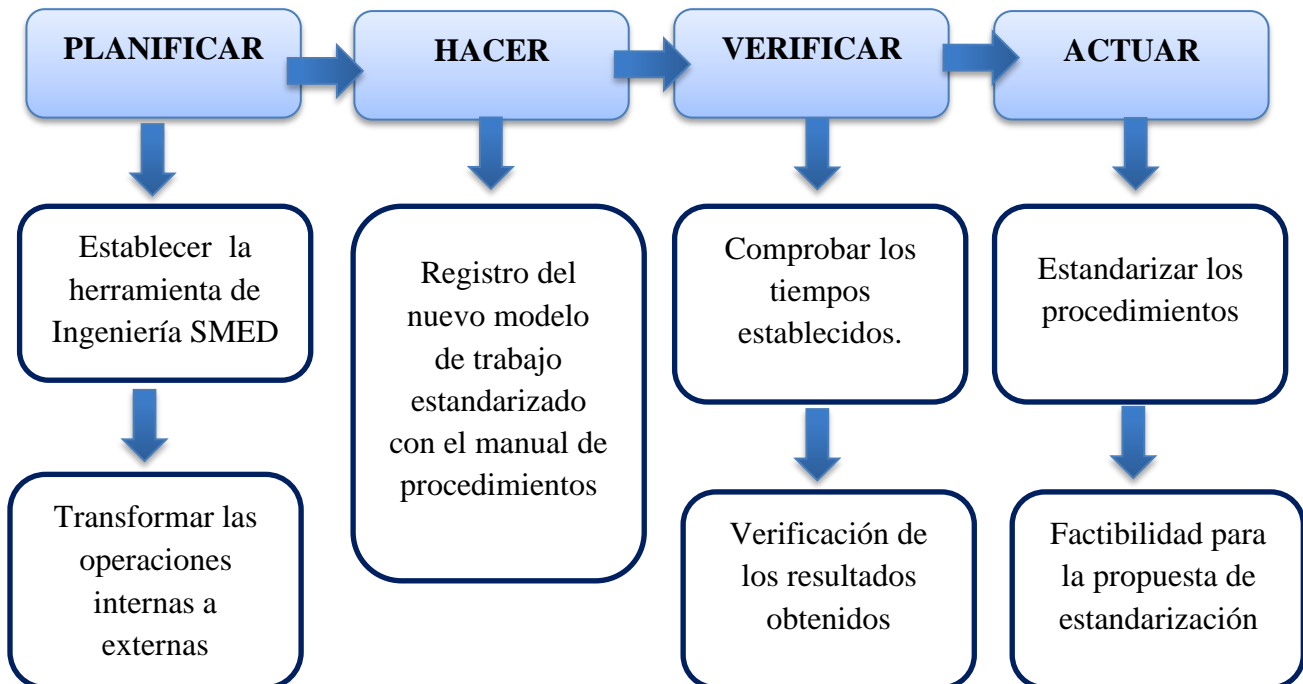 PLANIFICAR
HACER
VERIFICAR
ACTUAR
Establecer la
herramienta de
Ingeniería SMED
Transformar las
operaciones
internas a
externas
Registro del
nuevo modelo
de trabajo
estandarizado
con el manual de
procedimientos
Comprobar los
tiempos
establecidos.
Verificación de
los resultados
obtenidos
Estandarizar los
procedimientos
Factibilidad para
la propuesta de
estandarización